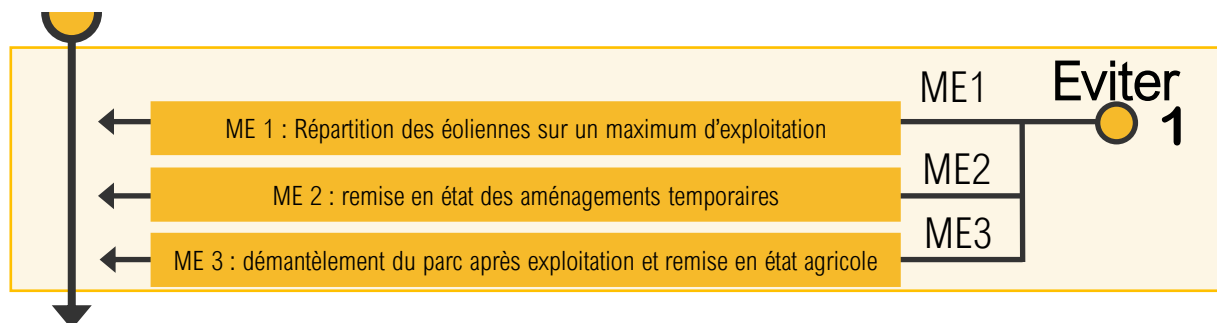 ME1
Eviter
1
ME 1 : Répartition des éoliennes sur un maximum d'exploitation
ME2
ME 2 : remise en état des aménagements temporaires
ME3
ME 3 : démantèlement du parc après exploitation et remise en état agricole